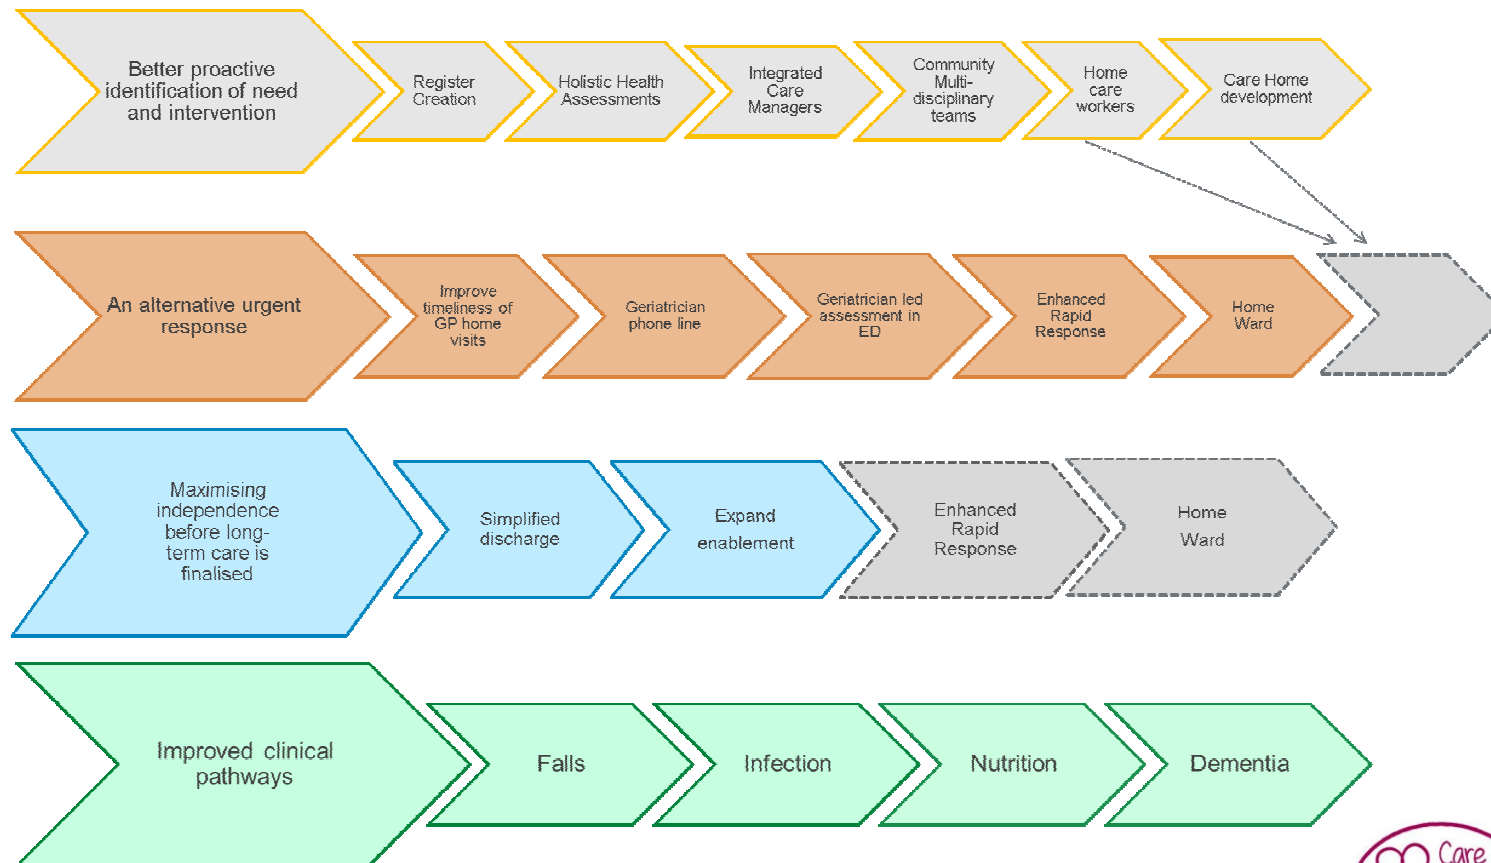 Better proactive
identification of need
and intervention
Register
Creation
Holistic Health
Assessments
Integrated
Care
Managers
Community
Multi-
disciplinary
teams
Home
care
workers
Care Home
development
An alternative urgent
response
Improve
timeliness of
GP home
visits
Geriatrician
phone line
Geriatrician led
assessment in
ED
Enhanced
Rapid
Response
Home
Ward
Maximising
independence
before long-
term care is
finalised
Simplified
discharge
Expand
enablement
Enhanced
Rapid
Response
Home
Ward
Improved clinical
pathways
Falls
Infection
Nutrition
Dementia
Care